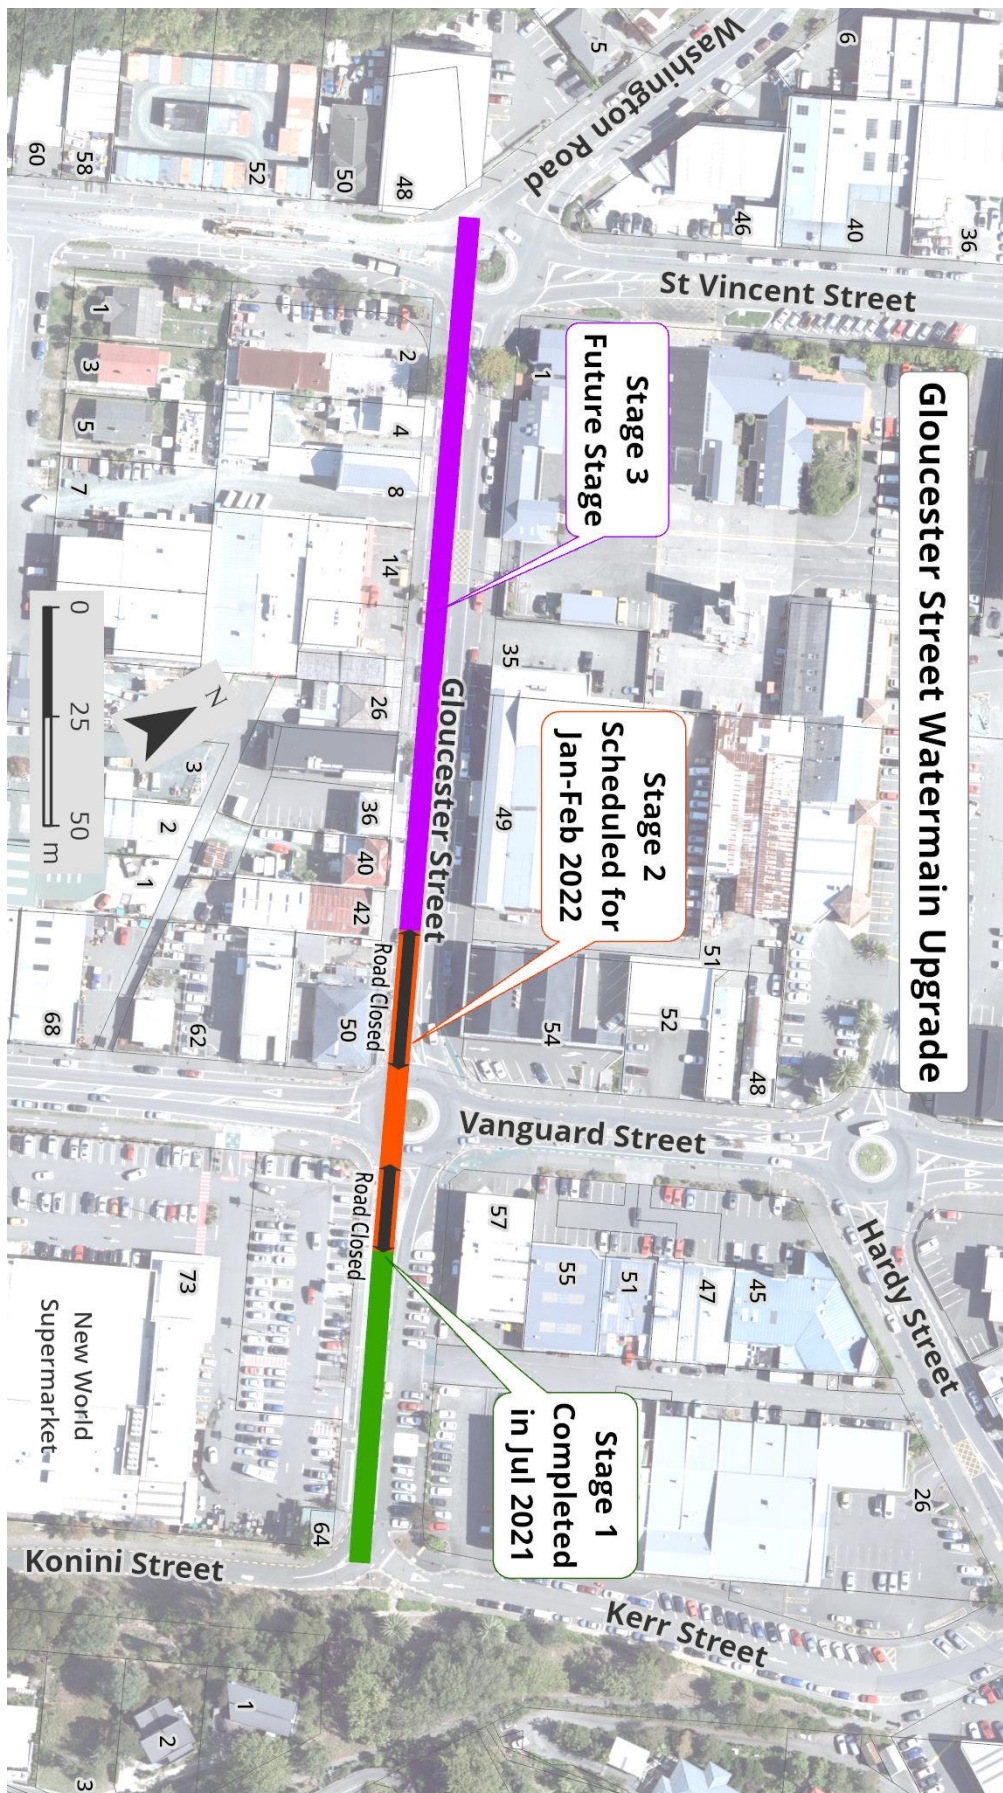 Gloucester Street Watermain Upgrade
Stage 3
Future Stage
Stage 2
Scheduled for
Jan-Feb 2022
Stage 1
Completed
in Jul 2021
Washington Road
St Vincent Street
Gloucester Street
Vanguard Street
Hardy Street
Kerr Street
Konini Street
Road Closed
Road Closed
New World
Supermarket
N
0 25 50 m
5
6
60
58
52
50
48
46
40
36
1
3
5
7
2
4
8
14
26
36
40
42
50
62
68
3
2
1
1
35
49
51
54
52
48
57
55
51
47
45
26
73
64
1
2
3